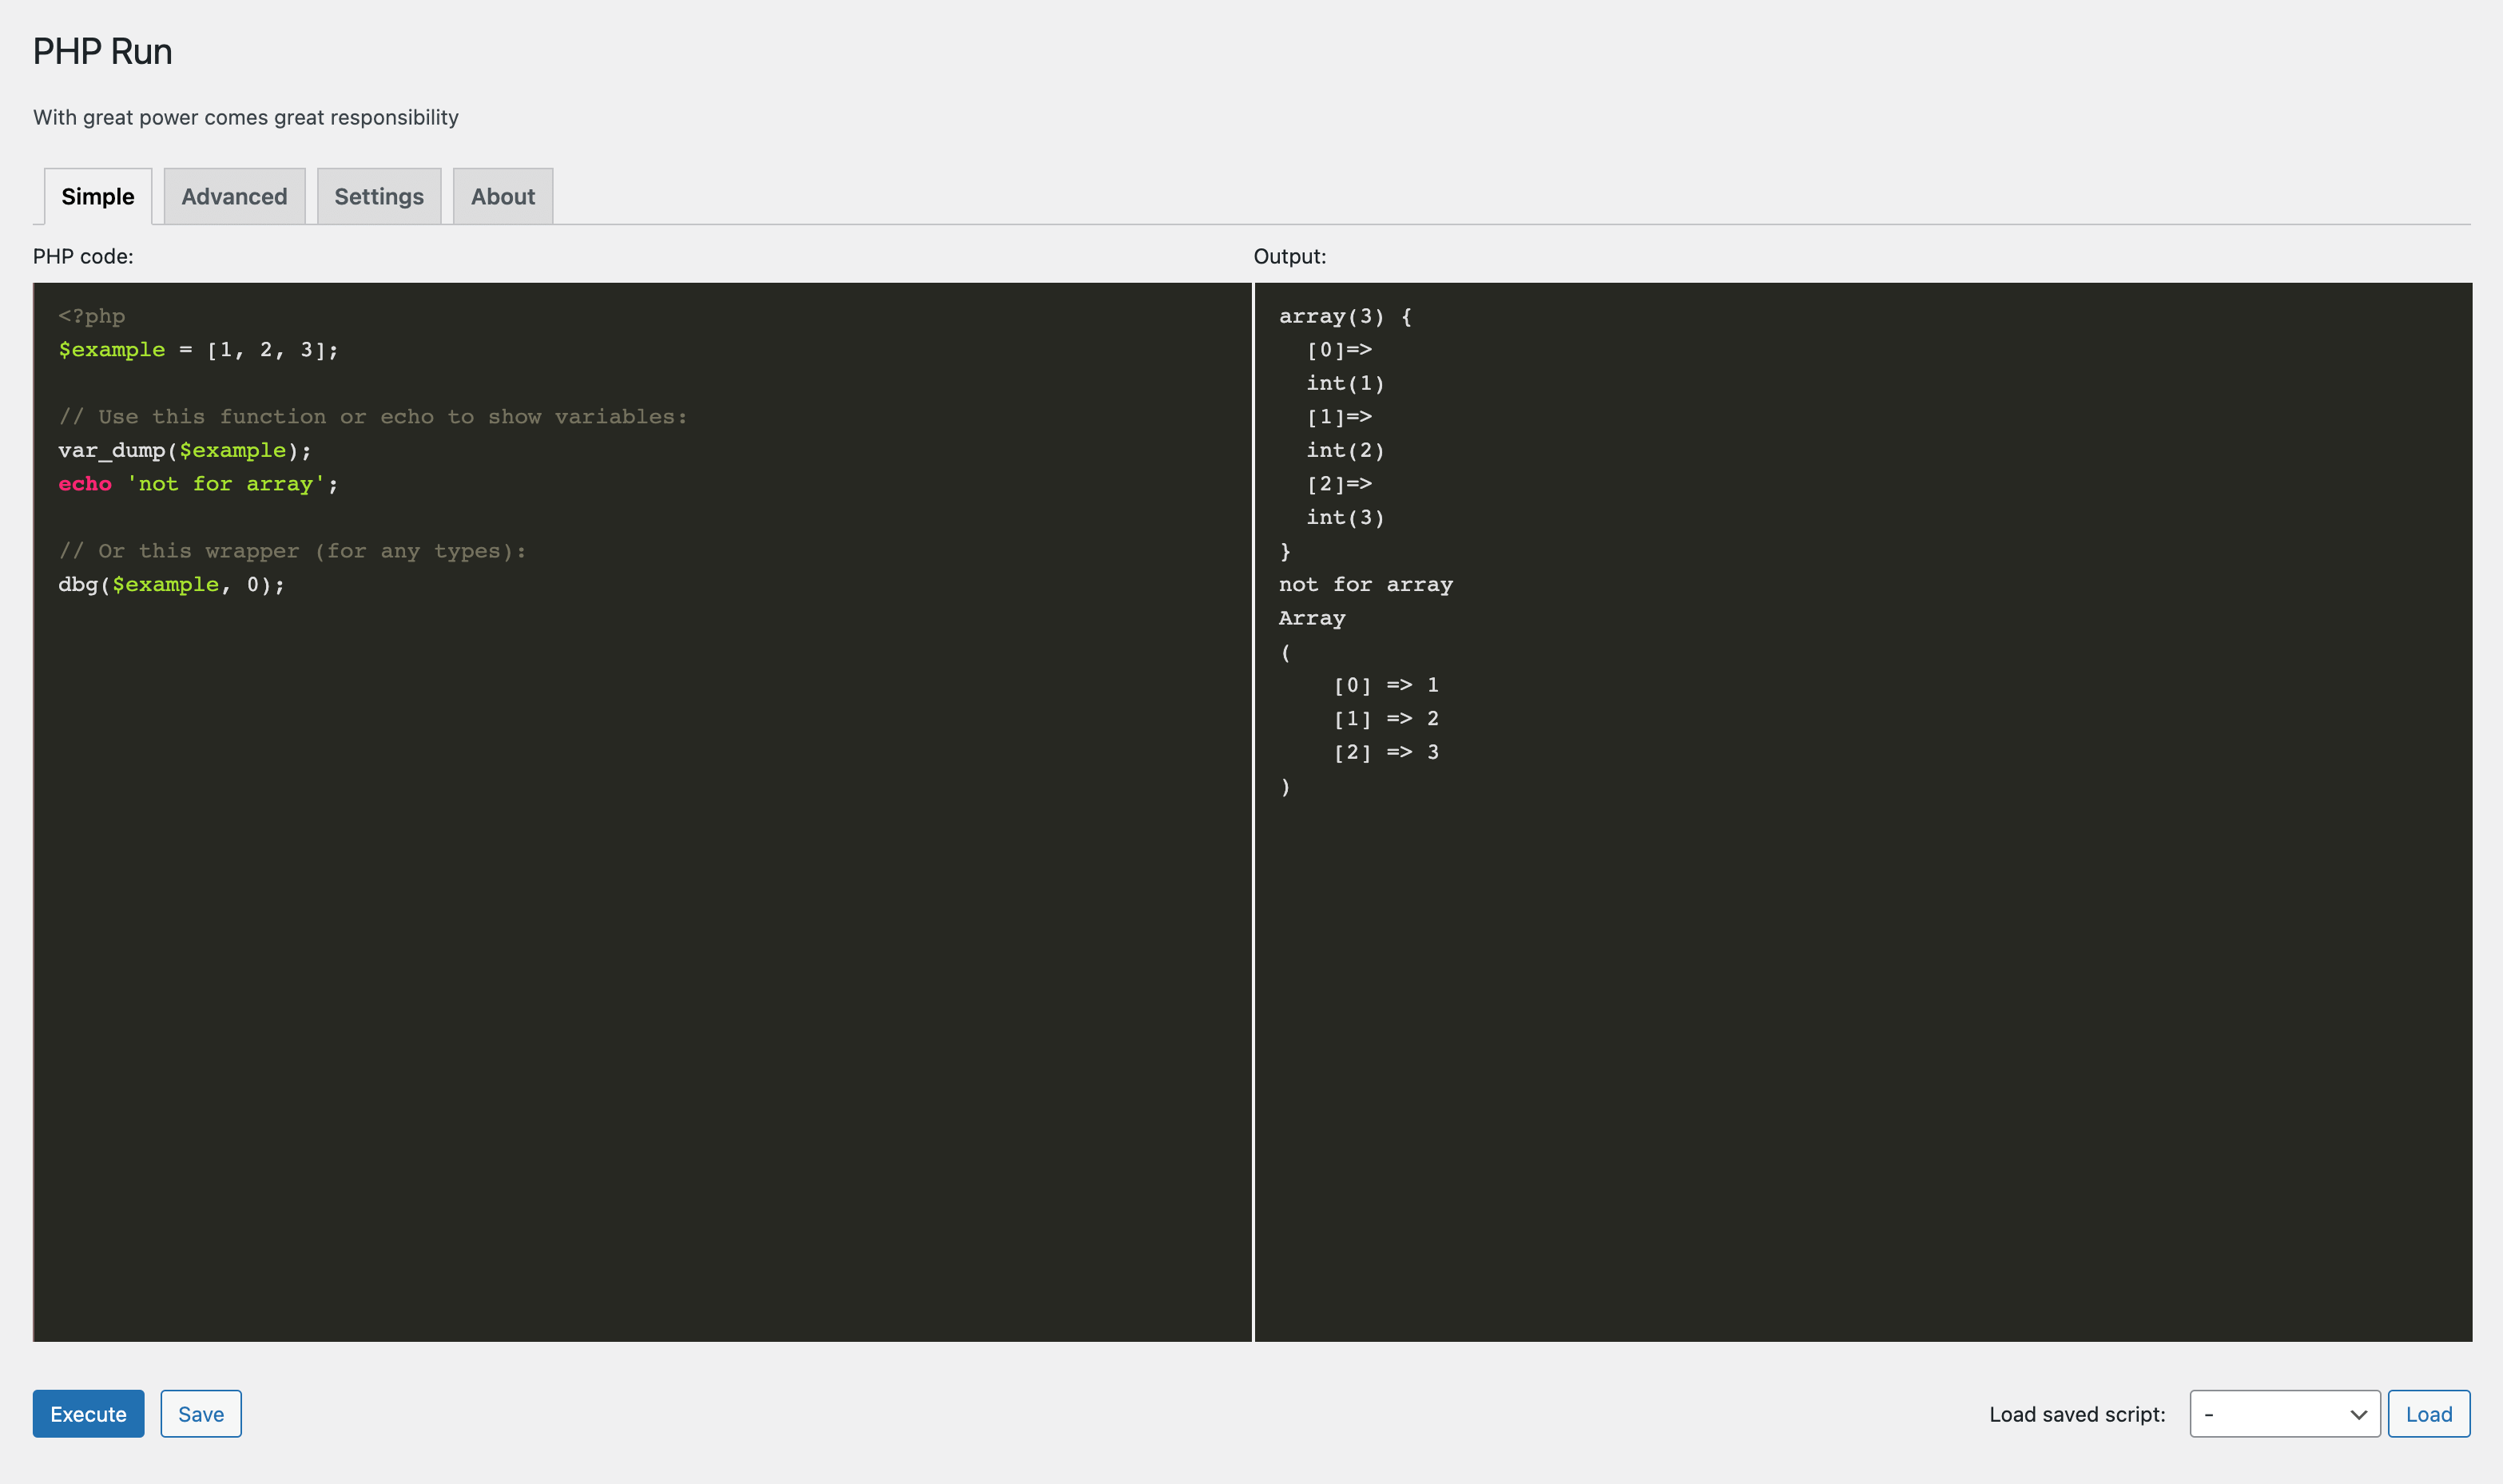 PHP Run
With great power comes great responsibility
Simple Advanced Settings About
PHP code:
<?php
$example = [1, 2, 3];
// Use this function or echo to show variables:
var_dump($example);
echo 'not for array';
// Or this wrapper (for any types):
dbg($example, 0);
Output:
array(3) {
  [0]=>
  int(1)
  [1]=>
  int(2)
  [2]=>
  int(3)
}
not for array
Array
(
    [0] => 1
    [1] => 2
    [2] => 3
)
Execute Save Load saved script: - Load